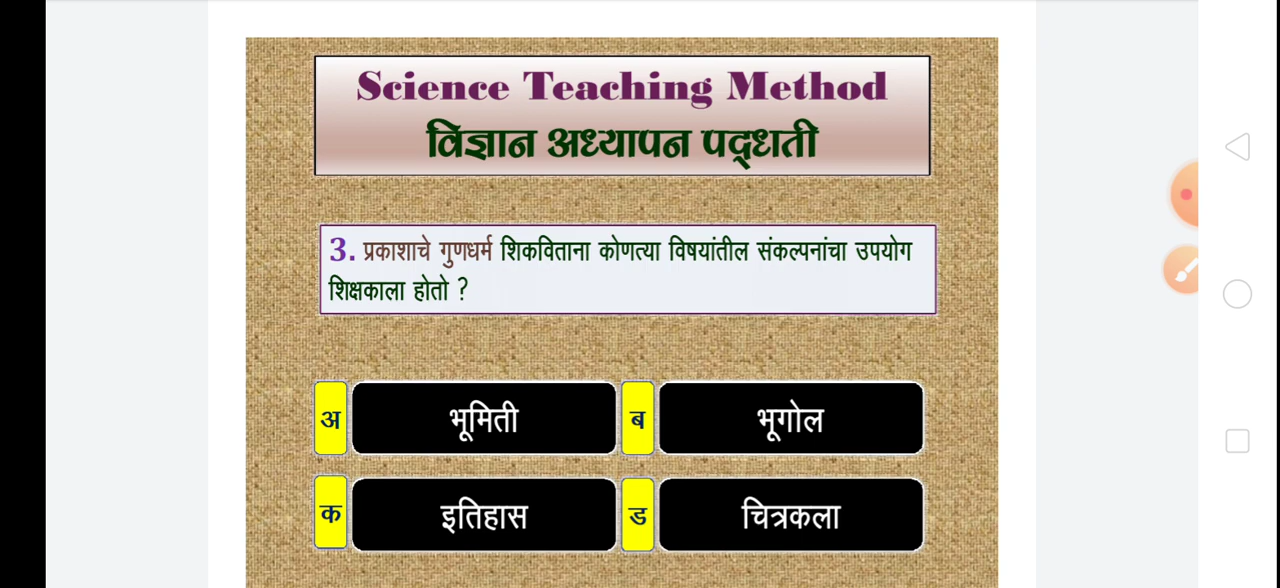 Science Teaching Method
विज्ञान अध्यापन पद्धती
3. प्रकाशाचे गुणधर्म शिकविताना कोणत्या विषयांतील संकल्पनांचा उपयोग
शिक्षकाला होतो ?
अ भूमिती ब भूगोल
क इतिहास ड चित्रकला